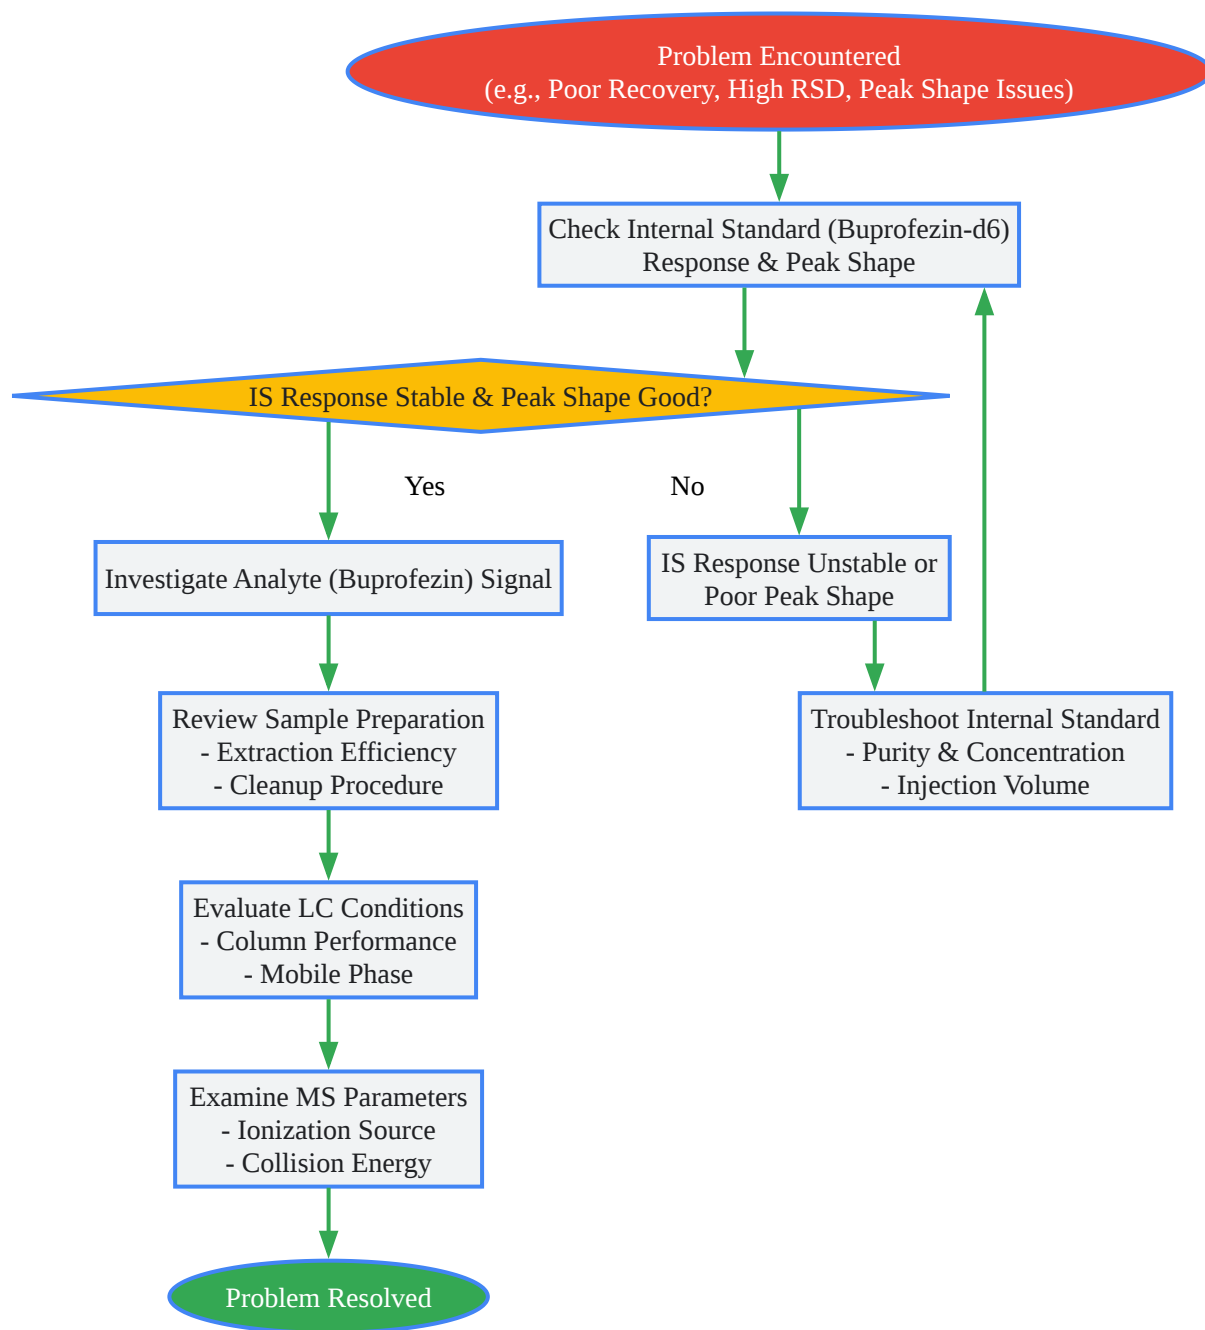 Problem Encountered
(e.g., Poor Recovery, High RSD, Peak Shape Issues)
Check Internal Standard (Buprofezin-d6)
Response & Peak Shape
IS Response Stable & Peak Shape Good?
Yes
No
Investigate Analyte (Buprofezin) Signal
IS Response Unstable or
Poor Peak Shape
Review Sample Preparation
- Extraction Efficiency
- Cleanup Procedure
Troubleshoot Internal Standard
- Purity & Concentration
- Injection Volume
Evaluate LC Conditions
- Column Performance
- Mobile Phase
Examine MS Parameters
- Ionization Source
- Collision Energy
Problem Resolved